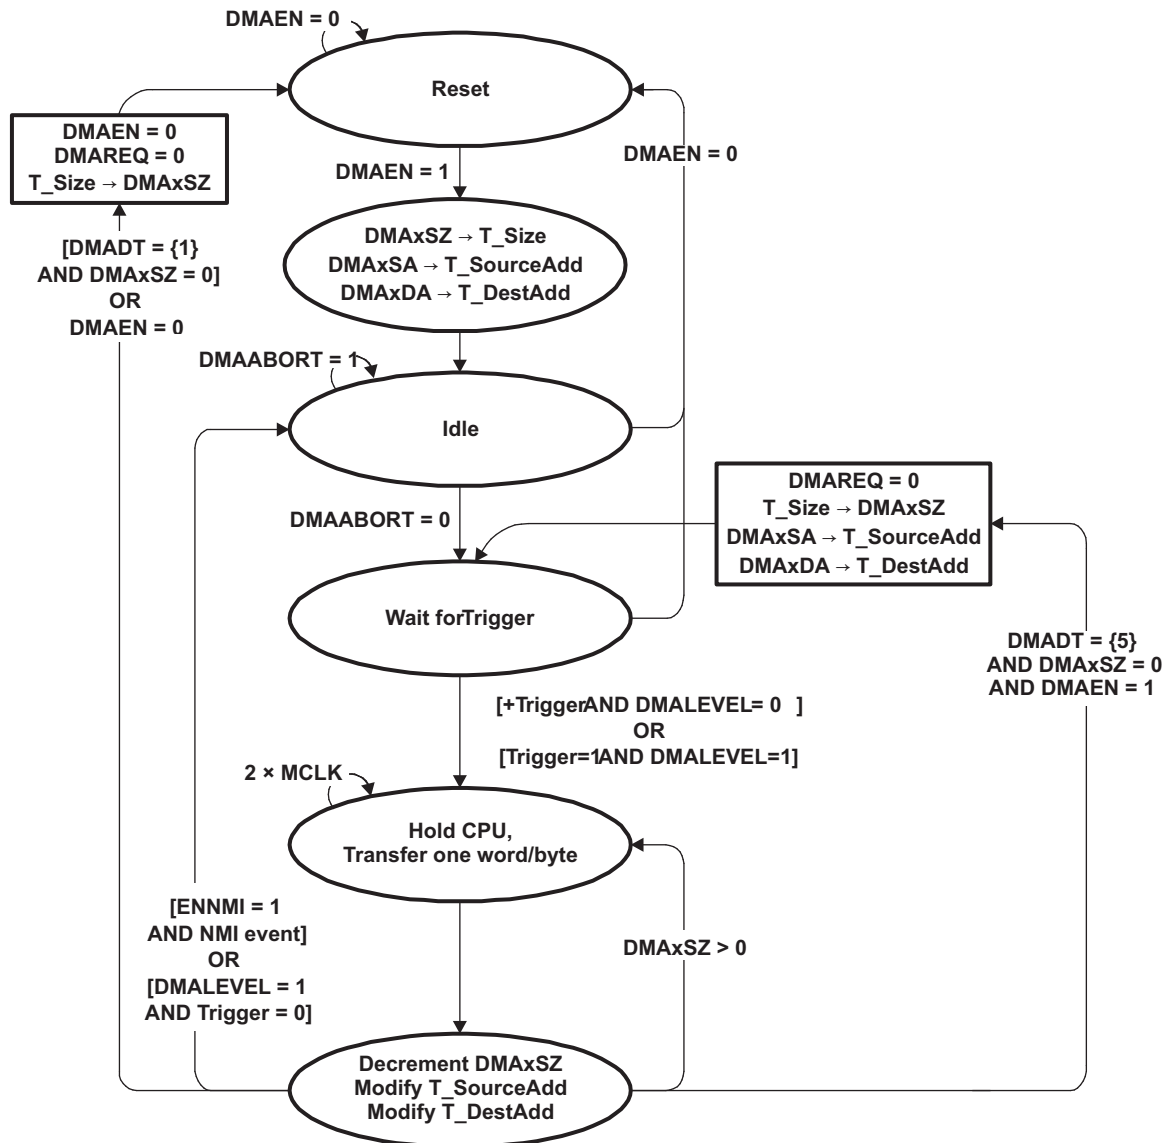 DMAEN = 0
Reset
DMAEN = 0
DMAREQ = 0
T_Size → DMAxSZ
DMAEN = 0
DMAEN = 1
[DMADT = {1}
AND DMAxSZ = 0]
OR
DMAEN = 0
DMAxSZ → T_Size
DMAxSA → T_SourceAdd
DMAxDA → T_DestAdd
DMAABORT = 1
Idle
DMAABORT = 0
DMAREQ = 0
T_Size → DMAxSZ
DMAxSA → T_SourceAdd
DMAxDA → T_DestAdd
Wait forTrigger
DMADT = {5}
AND DMAxSZ = 0
AND DMAEN = 1
[+TriggerAND DMALEVEL= 0 ]
OR
[Trigger=1AND DMALEVEL=1]
2 × MCLK
Hold CPU,
Transfer one word/byte
[ENNMI = 1
AND NMI event]
OR
[DMALEVEL = 1
AND Trigger = 0]
DMAxSZ > 0
Decrement DMAxSZ
Modify T_SourceAdd
Modify T_DestAdd